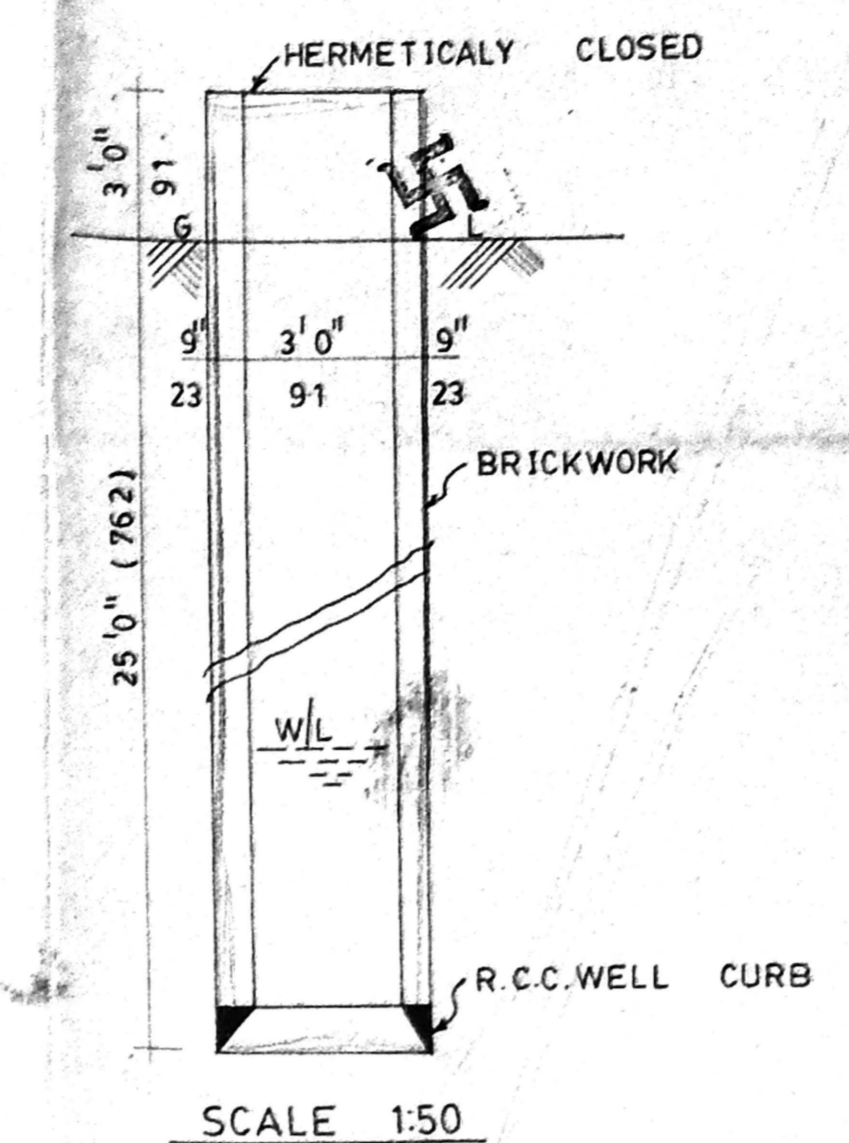 HERMETICALY CLOSED
3'0"
91
G
L
9" 3'0" 9"
23 91 23
BRICKWORK
25'0" (762)
W/L
R.C.C. WELL CURB
SCALE 1:50